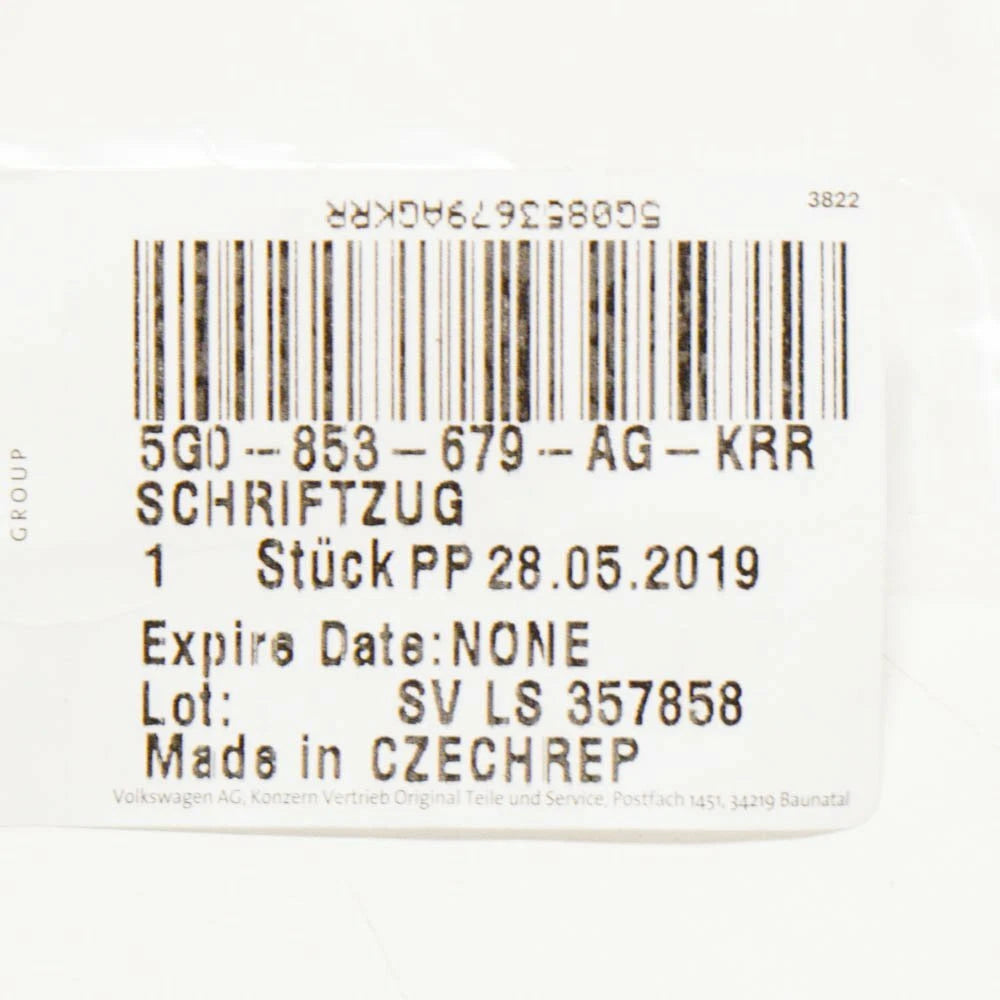 3822
5G0853679AGKRR
5G0-853-679-AG-KRR
SCHRIFTZUG
1 Stück PP 28.05.2019
Expire Date:NONE
Lot: SV LS 357858
Made in CZECHREP
Volkswagen AG, Konzern Vertrieb Original Teile und Service, Postfach 1451, 34219 Baunatal
GROUP